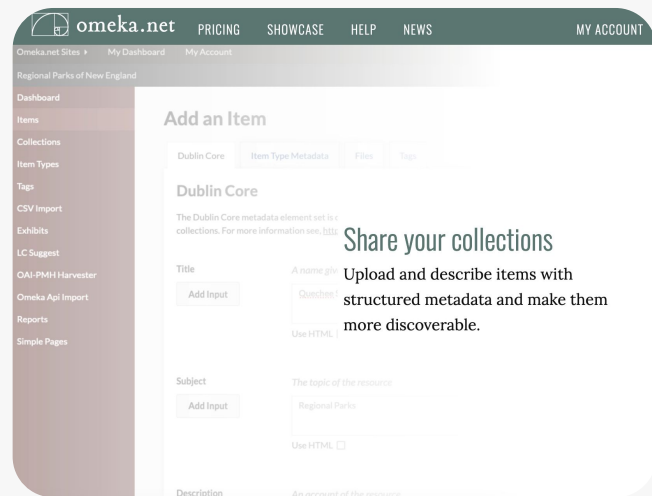 omeka.net PRICING SHOWCASE HELP NEWS MY ACCOUNT
Omeka.net Sites My Dashboard My Account
Regional Parks of New England
Dashboard
Items
Collections
Item Types
Tags
CSV Import
Exhibits
LC Suggest
OAI-PMH Harvester
Omeka Api Import
Reports
Simple Pages
Add an Item
Dublin Core Item Type Metadata Files Tags
Dublin Core
The Dublin Core metadata element set is
collections. For more information see,
Title
A name
Add Input
Quechee
Use HTML
Subject
The topic of the resource
Add Input
Regional Parks
Use HTML
Description
An account of the resource
Share your collections
Upload and describe items with
structured metadata and make them
more discoverable.